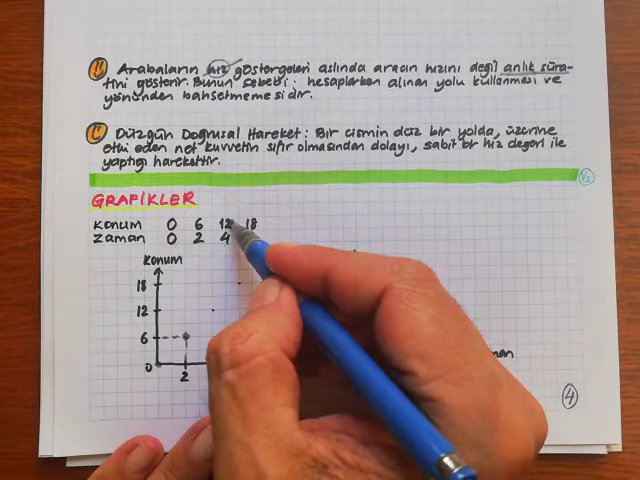 Arabaların hız göstergeleri aslında aracın hızını değil anlık süra-
tini gösterir. Bunun sebebi: hesaplarken alınan yolu kullanması ve
yönünden bahsetmemesidir.
Düzgün Doğrusal Hareket: Bir cismin düz bir yolda, üzerine
etki eden net kuvvetin sıfır olmasından dolayı, sabit bir hız değeri ile
yaptığı harekettir.
1/2
GRAFİKLER
Konum 0 6 12 18
Zaman 0 2 4
Konum
18
12
6
0
2
4